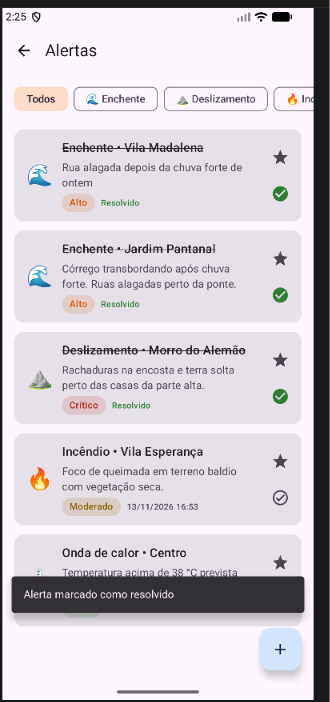 2:25
Alertas
Todos
Enchente
Deslizamento
Enchente • Vila Madalena
Rua alagada depois da chuva forte de
ontem
Alto Resolvido
Enchente • Jardim Pantanal
Córrego transbordando após chuva
forte. Ruas alagadas perto da ponte.
Alto Resolvido
Deslizamento • Morro do Alemão
Rachaduras na encosta e terra solta
perto das casas da parte alta.
Crítico Resolvido
Incêndio • Vila Esperança
Foco de queimada em terreno baldio
com vegetação seca.
Moderado 13/11/2026 16:53
Onda de calor • Centro
Temperatura acima de 38 °C prevista
Alerta marcado como resolvido
+